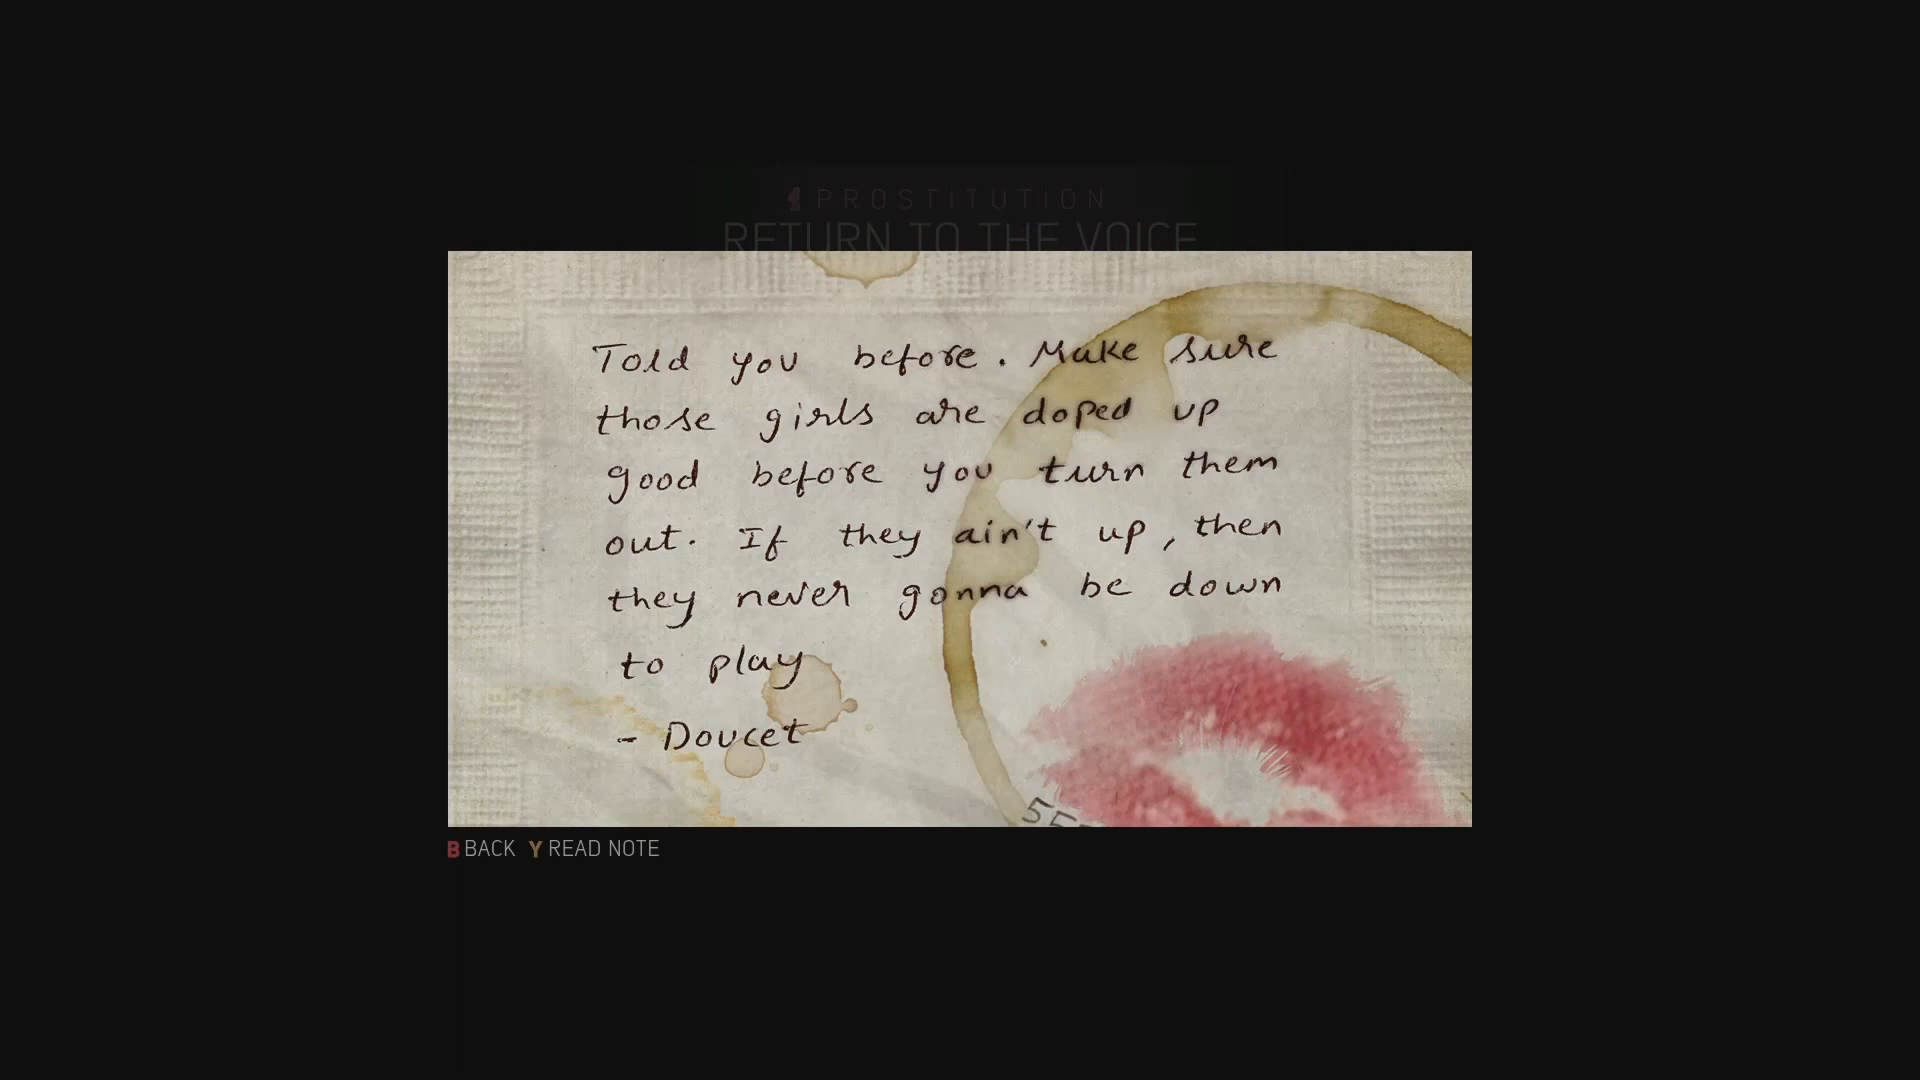 PROSTITUTION
RETURN TO THE VOICE
Told you before. Make sure
those girls are doped up
good before you turn them
out. If they ain't up, then
they never gonna be down
to play
- Doucet
B BACK Y READ NOTE